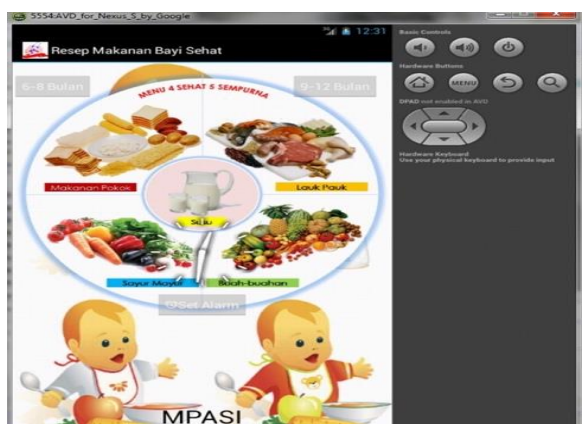 5554:AVD_for_Nexus_S_by_Google
3G 12:31
Resep Makanan Bayi Sehat
6-8 Bulan
9-12 Bulan
MENU 4 SEHAT 5 SEMPURNA
Makanan Pokok
Lauk Pauk
Susu
Sayur Mayur
Buah-buahan
Set Alarm
MPASI
Basic Controls
Hardware Buttons
MENU
DPAD not enabled in AVD
Hardware Keyboard
Use your physical keyboard to provide input